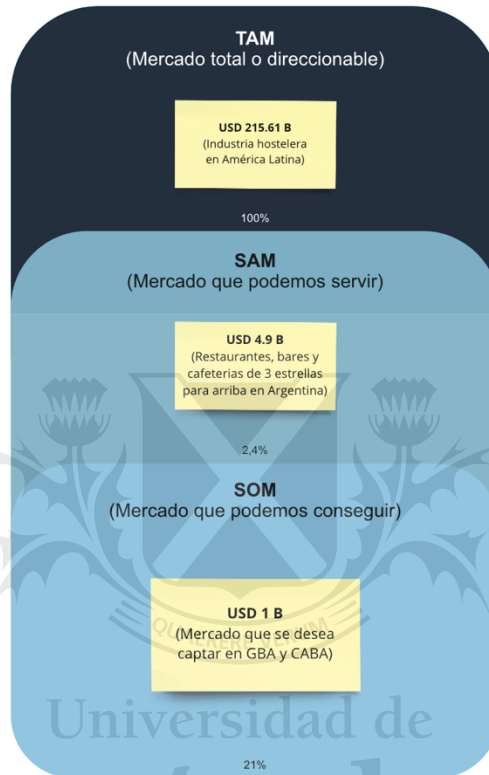 TAM
(Mercado total o direccionable)
USD 215.61 B
(Industria hostelera
en América Latina)
100%
SAM
(Mercado que podemos servir)
USD 4.9 B
(Restaurantes, bares y
cafeterias de 3 estrellas
para arriba en Argentina)
2,4%
SOM
(Mercado que podemos conseguir)
USD 1 B
(Mercado que se desea
captar en GBA y CABA)
Universidad de
21%